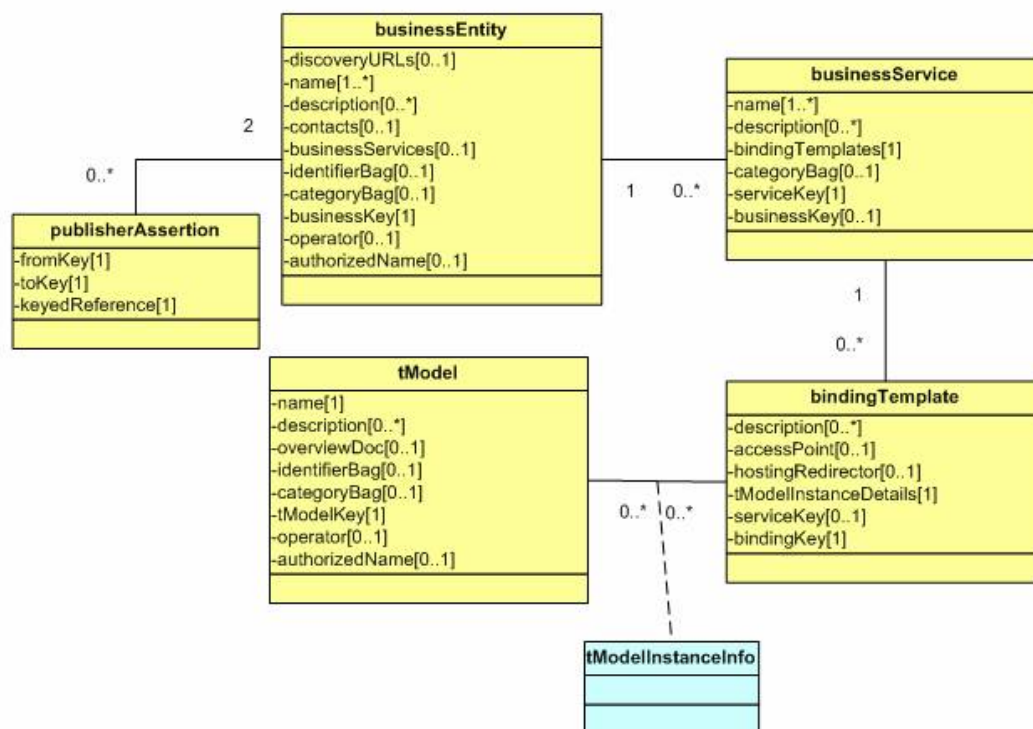 businessEntity
-discoveryURLs[0..1]
-name[1..*]
-description[0..*]
-contacts[0..1]
-businessServices[0..1]
-identifierBag[0..1]
-categoryBag[0..1]
-businessKey[1]
-operator[0..1]
-authorizedName[0..1]
businessService
-name[1..*]
-description[0..*]
-bindingTemplates[1]
-categoryBag[0..1]
-serviceKey[1]
-businessKey[0..1]
2
0..*
1
0..*
publisherAssertion
-fromKey[1]
-toKey[1]
-keyedReference[1]
1
0..*
tModel
-name[1]
-description[0..*]
-overviewDoc[0..1]
-identifierBag[0..1]
-categoryBag[0..1]
-tModelKey[1]
-operator[0..1]
-authorizedName[0..1]
bindingTemplate
-description[0..*]
-accessPoint[0..1]
-hostingRedirector[0..1]
-tModelInstanceDetails[1]
-serviceKey[0..1]
-bindingKey[1]
0..*
0..*
tModelInstanceInfo